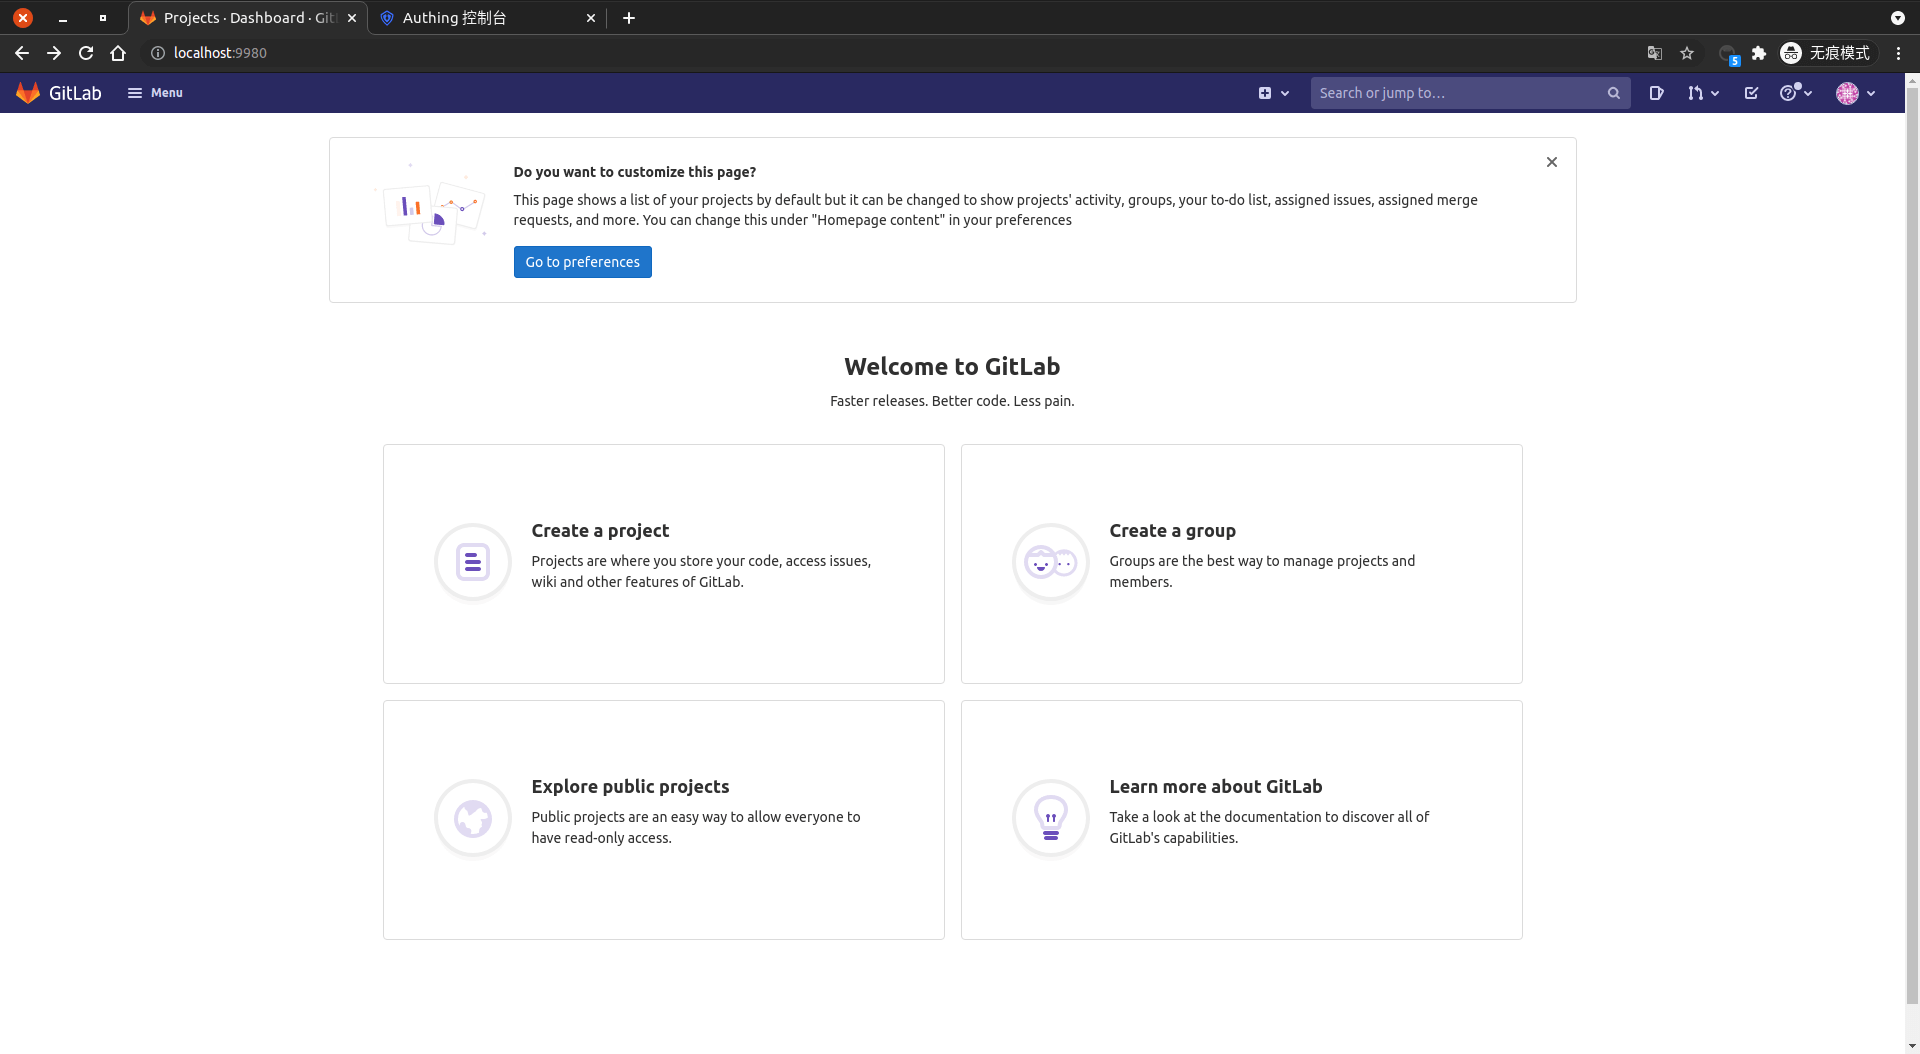 Projects · Dashboard · Git
Authing 控制台
localhost:9980
5
无痕模式
GitLab
Menu
Search or jump to…
Do you want to customize this page?
This page shows a list of your projects by default but it can be changed to show projects' activity, groups, your to-do list, assigned issues, assigned merge
requests, and more. You can change this under "Homepage content" in your preferences
Go to preferences
Welcome to GitLab
Faster releases. Better code. Less pain.
Create a project
Projects are where you store your code, access issues,
wiki and other features of GitLab.
Create a group
Groups are the best way to manage projects and
members.
Explore public projects
Public projects are an easy way to allow everyone to
have read-only access.
Learn more about GitLab
Take a look at the documentation to discover all of
GitLab's capabilities.